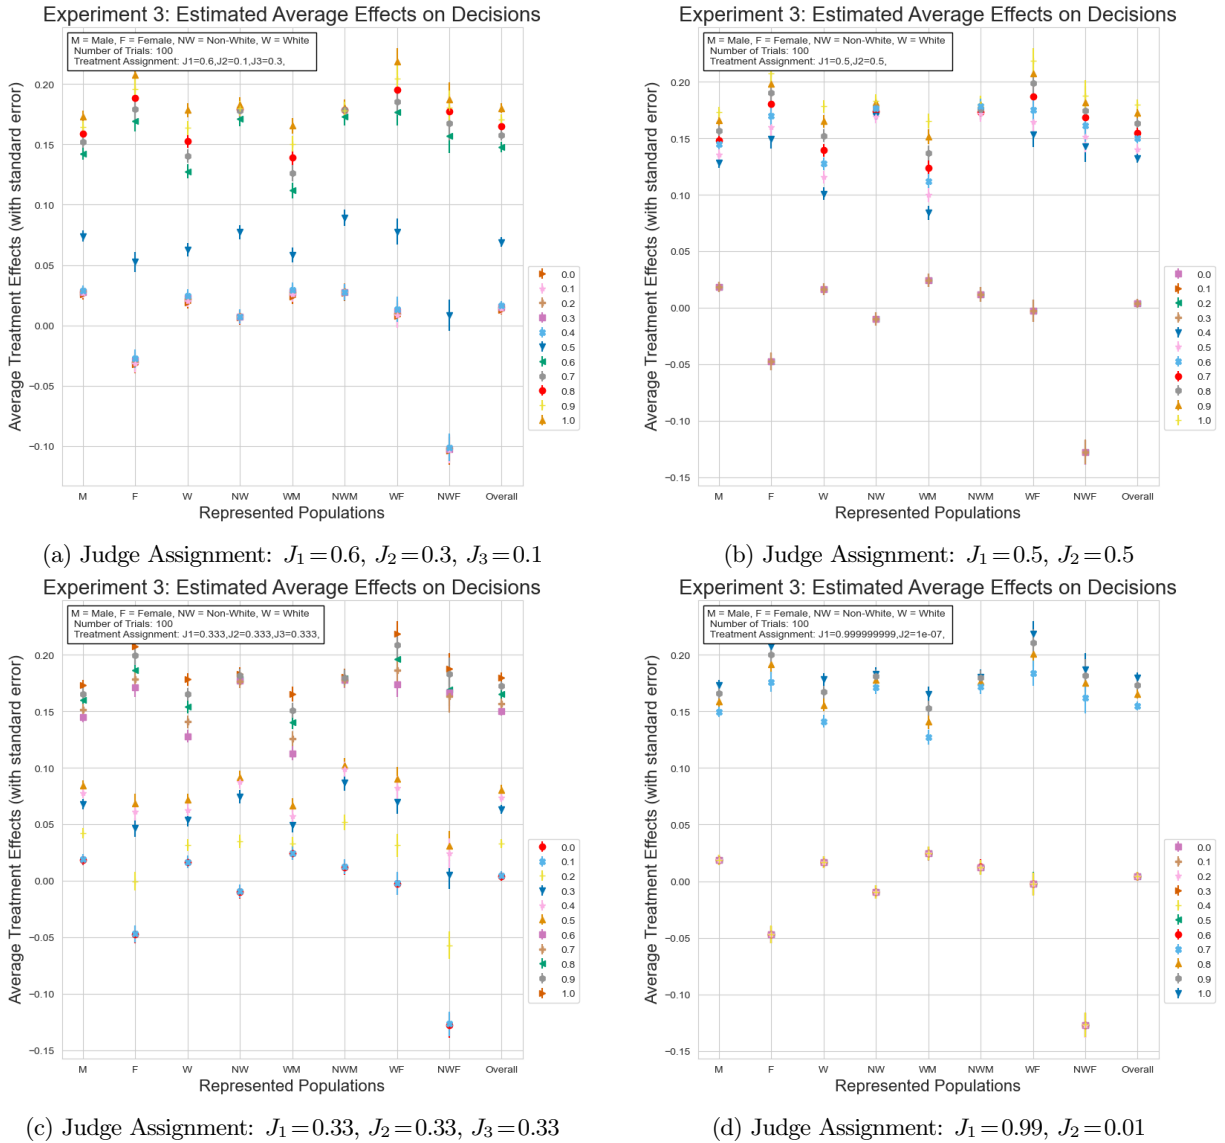 Experiment 3: Estimated Average Effects on Decisions
M = Male, F = Female, NW = Non-White, W = White
Number of Trials: 100
Treatment Assignment: J1=0.6,J2=0.1,J3=0.3,
Average Treatment Effects (with standard error)
0.20
0.15
0.10
0.05
0.00
−0.05
−0.10
M F W NW WM NWM WF NWF Overall
Represented Populations
0.0
0.1
0.2
0.3
0.4
0.5
0.6
0.7
0.8
0.9
1.0
(a) Judge Assignment: J₁=0.6, J₂=0.3, J₃=0.1
Experiment 3: Estimated Average Effects on Decisions
M = Male, F = Female, NW = Non-White, W = White
Number of Trials: 100
Treatment Assignment: J1=0.5,J2=0.5,
Average Treatment Effects (with standard error)
0.20
0.15
0.10
0.05
0.00
−0.05
−0.10
−0.15
M F W NW WM NWM WF NWF Overall
Represented Populations
0.0
0.1
0.2
0.3
0.4
0.5
0.6
0.7
0.8
0.9
1.0
(b) Judge Assignment: J₁=0.5, J₂=0.5
Experiment 3: Estimated Average Effects on Decisions
M = Male, F = Female, NW = Non-White, W = White
Number of Trials: 100
Treatment Assignment: J1=0.333,J2=0.333,J3=0.333,
Average Treatment Effects (with standard error)
0.20
0.15
0.10
0.05
0.00
−0.05
−0.10
−0.15
M F W NW WM NWM WF NWF Overall
Represented Populations
0.0
0.1
0.2
0.3
0.4
0.5
0.6
0.7
0.8
0.9
1.0
(c) Judge Assignment: J₁=0.33, J₂=0.33, J₃=0.33
Experiment 3: Estimated Average Effects on Decisions
M = Male, F = Female, NW = Non-White, W = White
Number of Trials: 100
Treatment Assignment: J1=0.999999999,J2=1e-07,
Average Treatment Effects (with standard error)
0.20
0.15
0.10
0.05
0.00
−0.05
−0.10
−0.15
M F W NW WM NWM WF NWF Overall
Represented Populations
0.0
0.1
0.2
0.3
0.4
0.5
0.6
0.7
0.8
0.9
1.0
(d) Judge Assignment: J₁=0.99, J₂=0.01